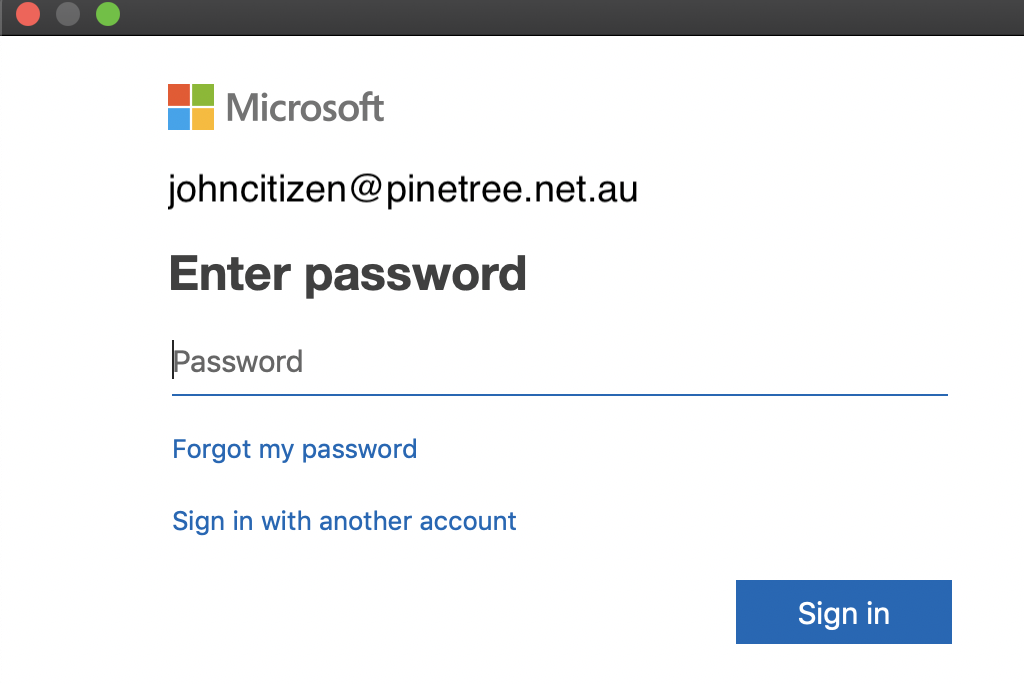 Microsoft
johncitizen@pinetree.net.au
Enter password
Password
Forgot my password
Sign in with another account
Sign in